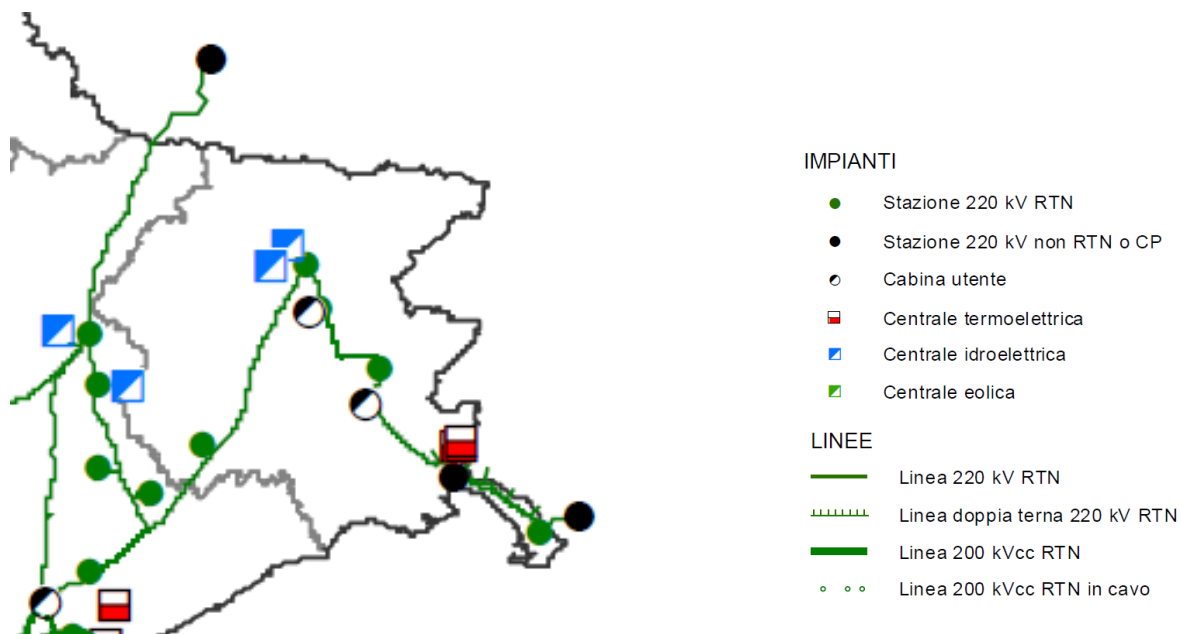 IMPIANTI
Stazione 220 kV RTN
Stazione 220 kV non RTN o CP
Cabina utente
Centrale termoelettrica
Centrale idroelettrica
Centrale eolica
LINEE
Linea 220 kV RTN
Linea doppia terna 220 kV RTN
Linea 200 kVcc RTN
Linea 200 kVcc RTN in cavo